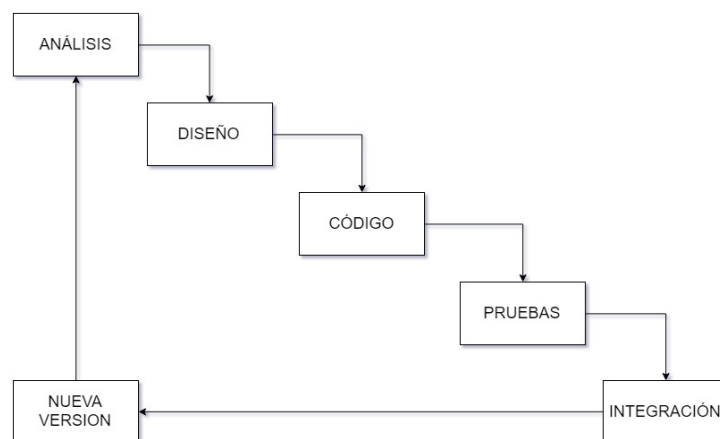 ANÁLISIS
DISEÑO
CÓDIGO
PRUEBAS
NUEVA
VERSION
INTEGRACIÓN